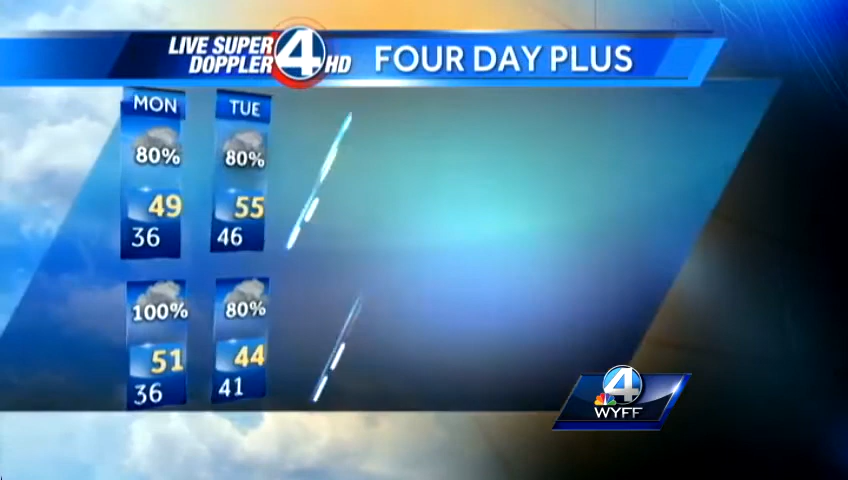 LIVE SUPER
DOPPLER 4 HD
FOUR DAY PLUS
MON TUE
80% 80%
49 55
36 46
100% 80%
51 44
36 41
4
WYFF